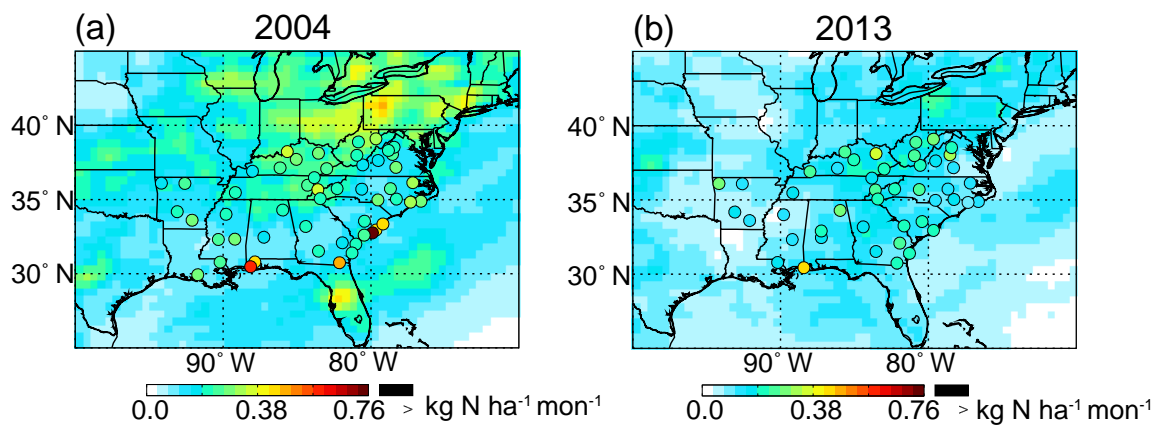 (a) 2004 (b) 2013
40° N 40° N
35° N 35° N
30° N 30° N
90° W 80° W 90° W 80° W
0.0 0.38 0.76 > kg N ha⁻¹ mon⁻¹ 0.0 0.38 0.76 > kg N ha⁻¹ mon⁻¹